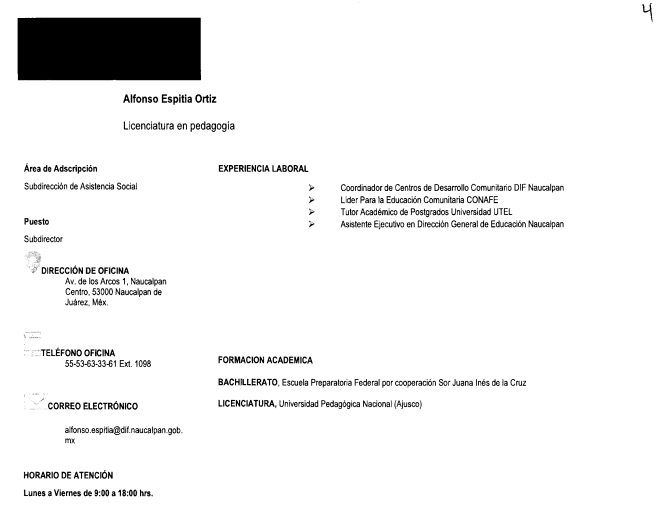 4
Alfonso Espitia Ortiz
Licenciatura en pedagogía
Área de Adscripción
Subdirección de Asistencia Social
Puesto
Subdirector
DIRECCIÓN DE OFICINA
Av. de los Arcos 1, Naucalpan
Centro, 53000 Naucalpan de
Juárez, Méx.
TELÉFONO OFICINA
55-53-63-33-61 Ext. 1098
CORREO ELECTRÓNICO
alfonso.espitia@dif.naucalpan.gob.
mx
HORARIO DE ATENCIÓN
Lunes a Viernes de 9:00 a 18:00 hrs.
EXPERIENCIA LABORAL
➢ Coordinador de Centros de Desarrollo Comunitario DIF Naucalpan
➢ Líder Para la Educación Comunitaria CONAFE
➢ Tutor Académico de Postgrados Universidad UTEL
➢ Asistente Ejecutivo en Dirección General de Educación Naucalpan
FORMACION ACADEMICA
BACHILLERATO, Escuela Preparatoria Federal por cooperación Sor Juana Inés de la Cruz
LICENCIATURA, Universidad Pedagógica Nacional (Ajusco)